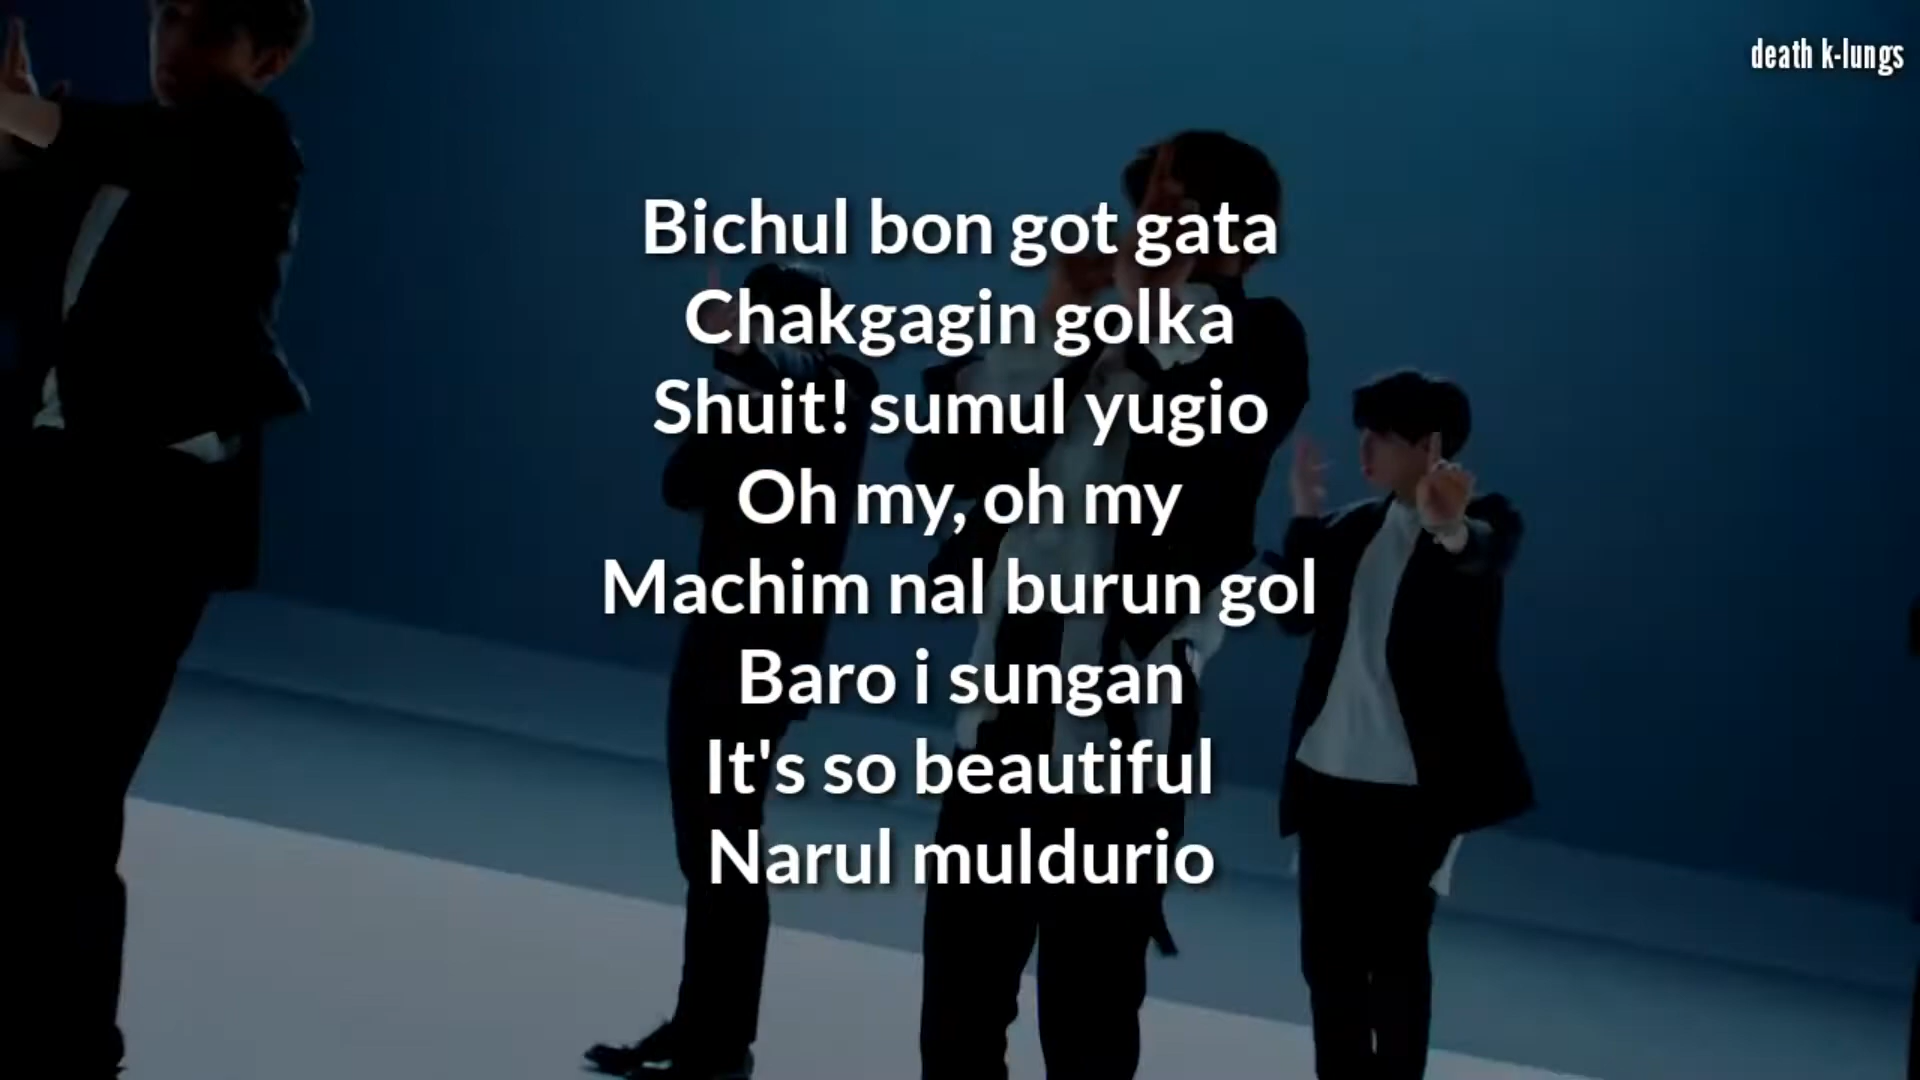 death k-lungs
Bichul bon got gata
Chakgagin golka
Shuit! sumul yugio
Oh my, oh my
Machim nal burun gol
Baro i sungan
It's so beautiful
Narul muldurio